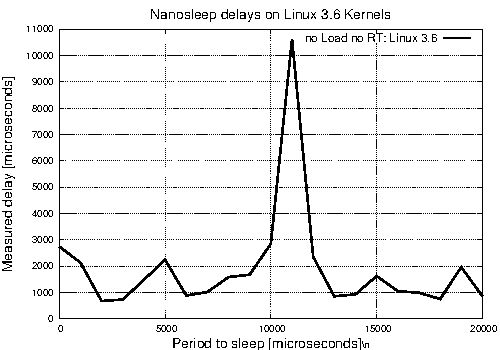 Nanosleep delays on Linux 3.6 Kernels
no Load no RT: Linux 3.6
Measured delay [microseconds]
11000
10000
9000
8000
7000
6000
5000
4000
3000
2000
1000
0
0 5000 10000 15000 20000
Period to sleep [microseconds]\n